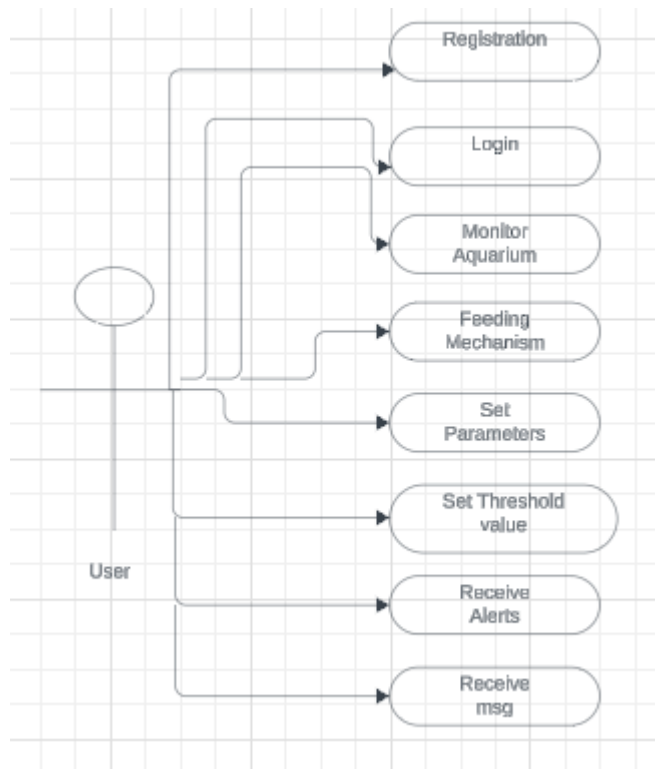 Registration
Login
Monitor
Aquarium
Feeding
Mechanism
Set
Parameters
Set Threshold
value
User
Receive
Alerts
Receive
msg